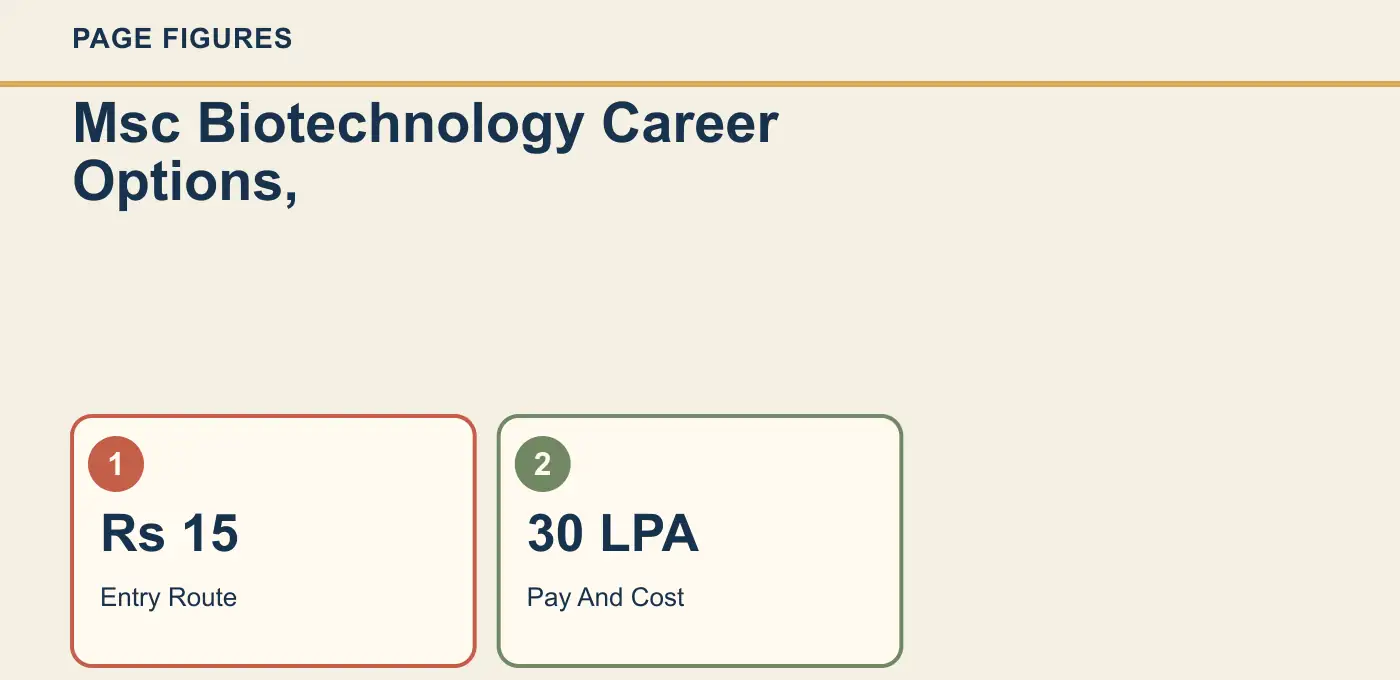 PAGE FIGURES
Msc Biotechnology Career
Options,
1
Rs 15
Entry Route
2
30 LPA
Pay And Cost